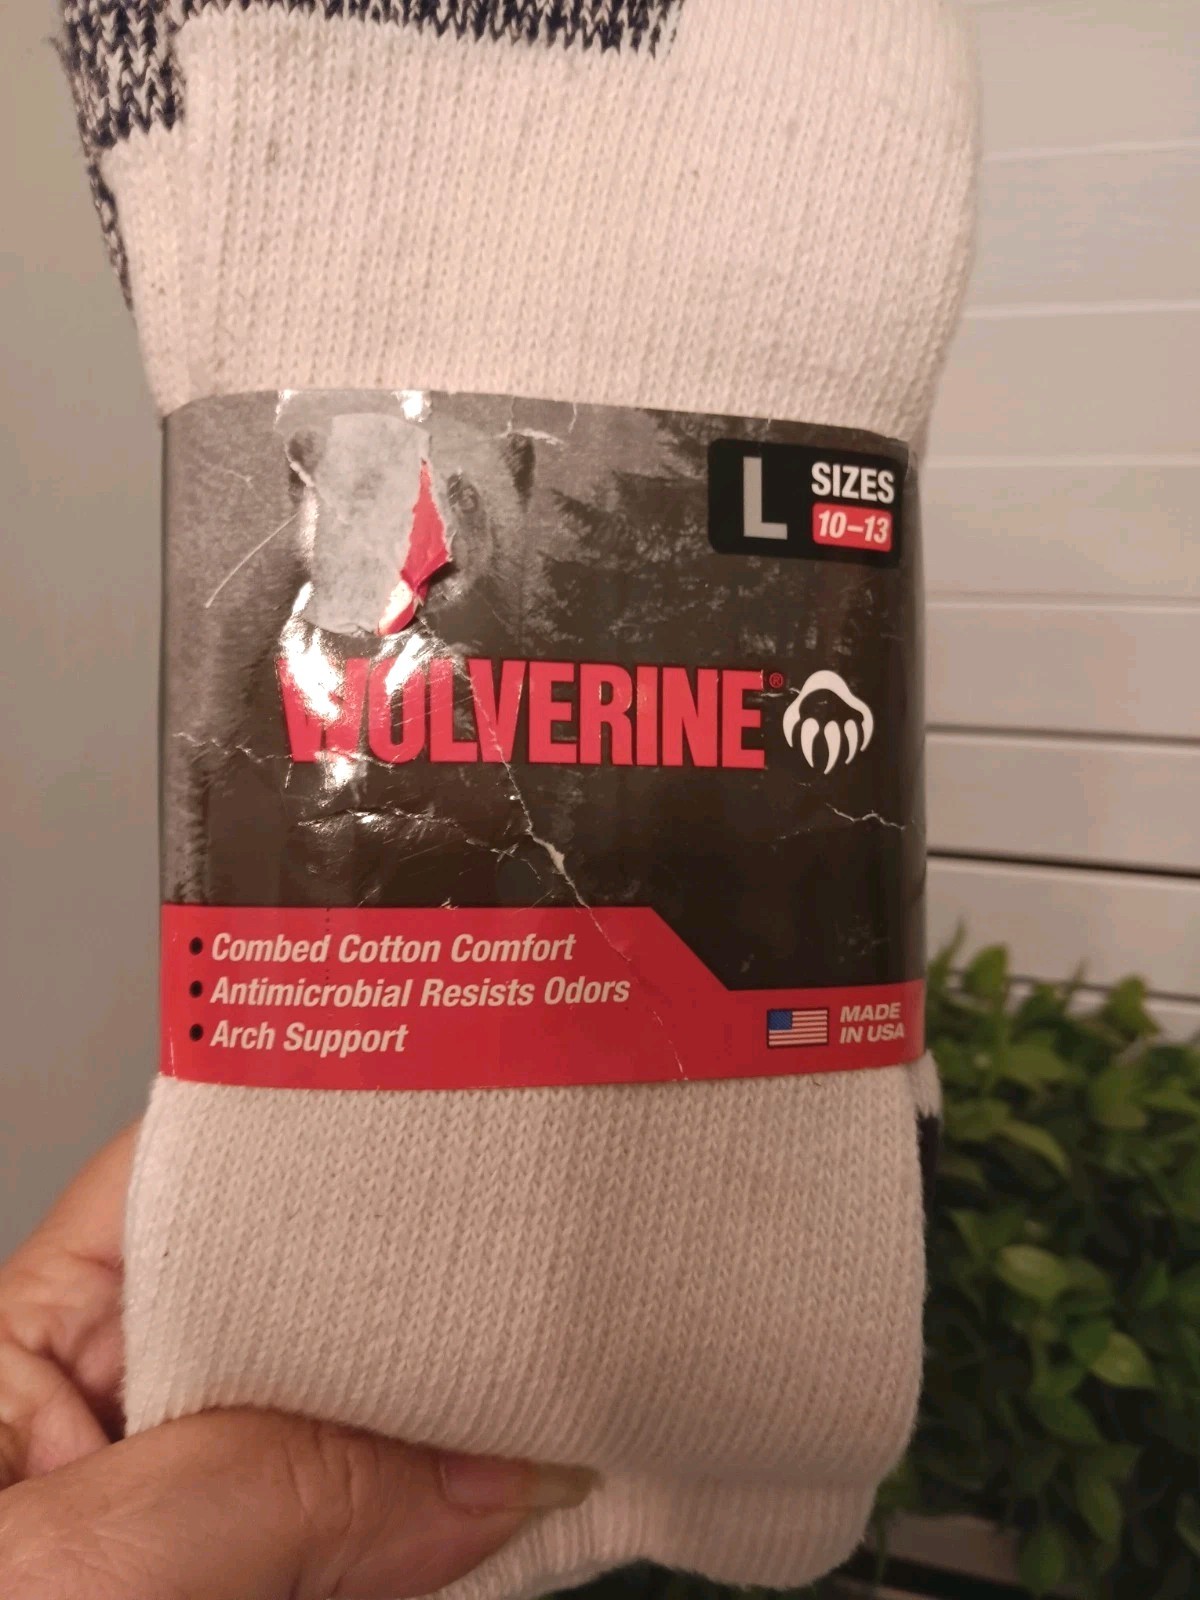 L
SIZES
10–13
WOLVERINE®
• Combed Cotton Comfort
• Antimicrobial Resists Odors
• Arch Support
MADE
IN USA